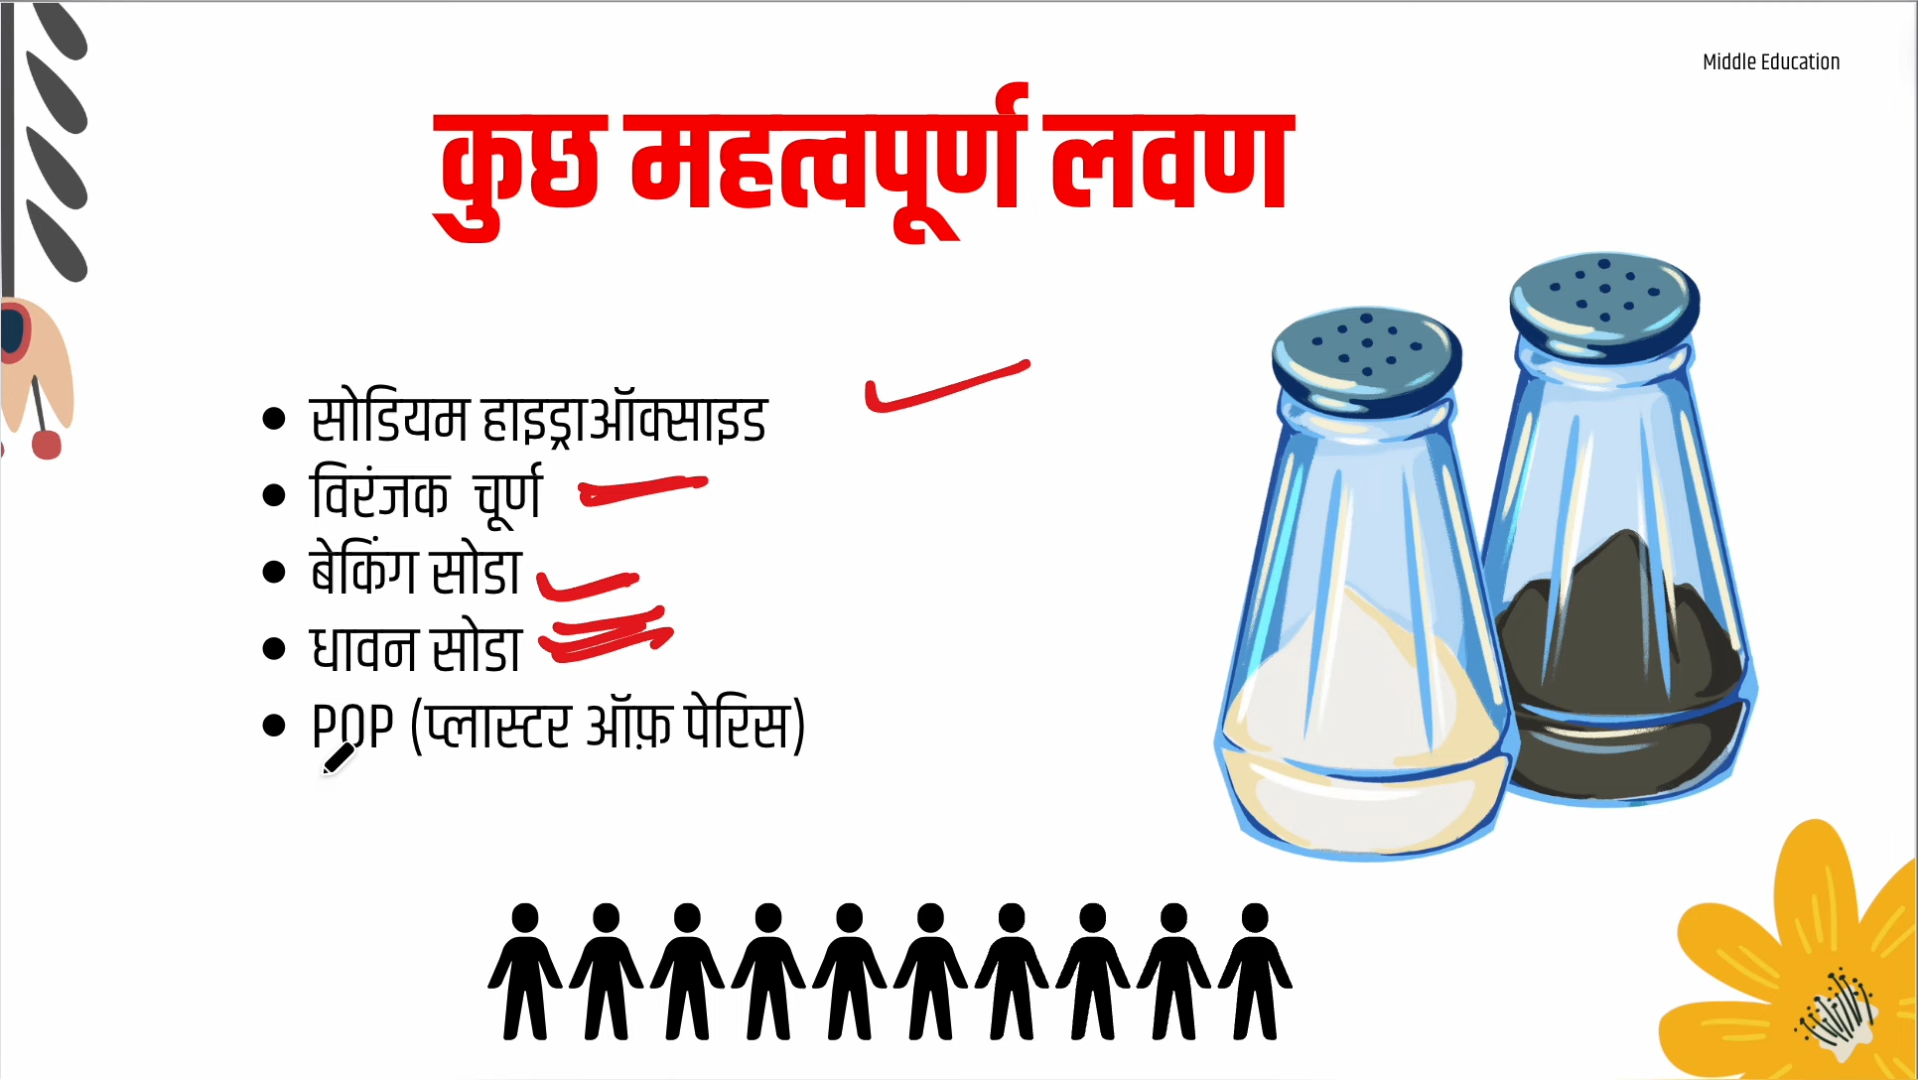 Middle Education
कुछ महत्वपूर्ण लवण
सोडियम हाइड्राऑक्साइड
विरंजक चूर्ण
बेकिंग सोडा
धावन सोडा
POP (प्लास्टर ऑफ़ पेरिस)